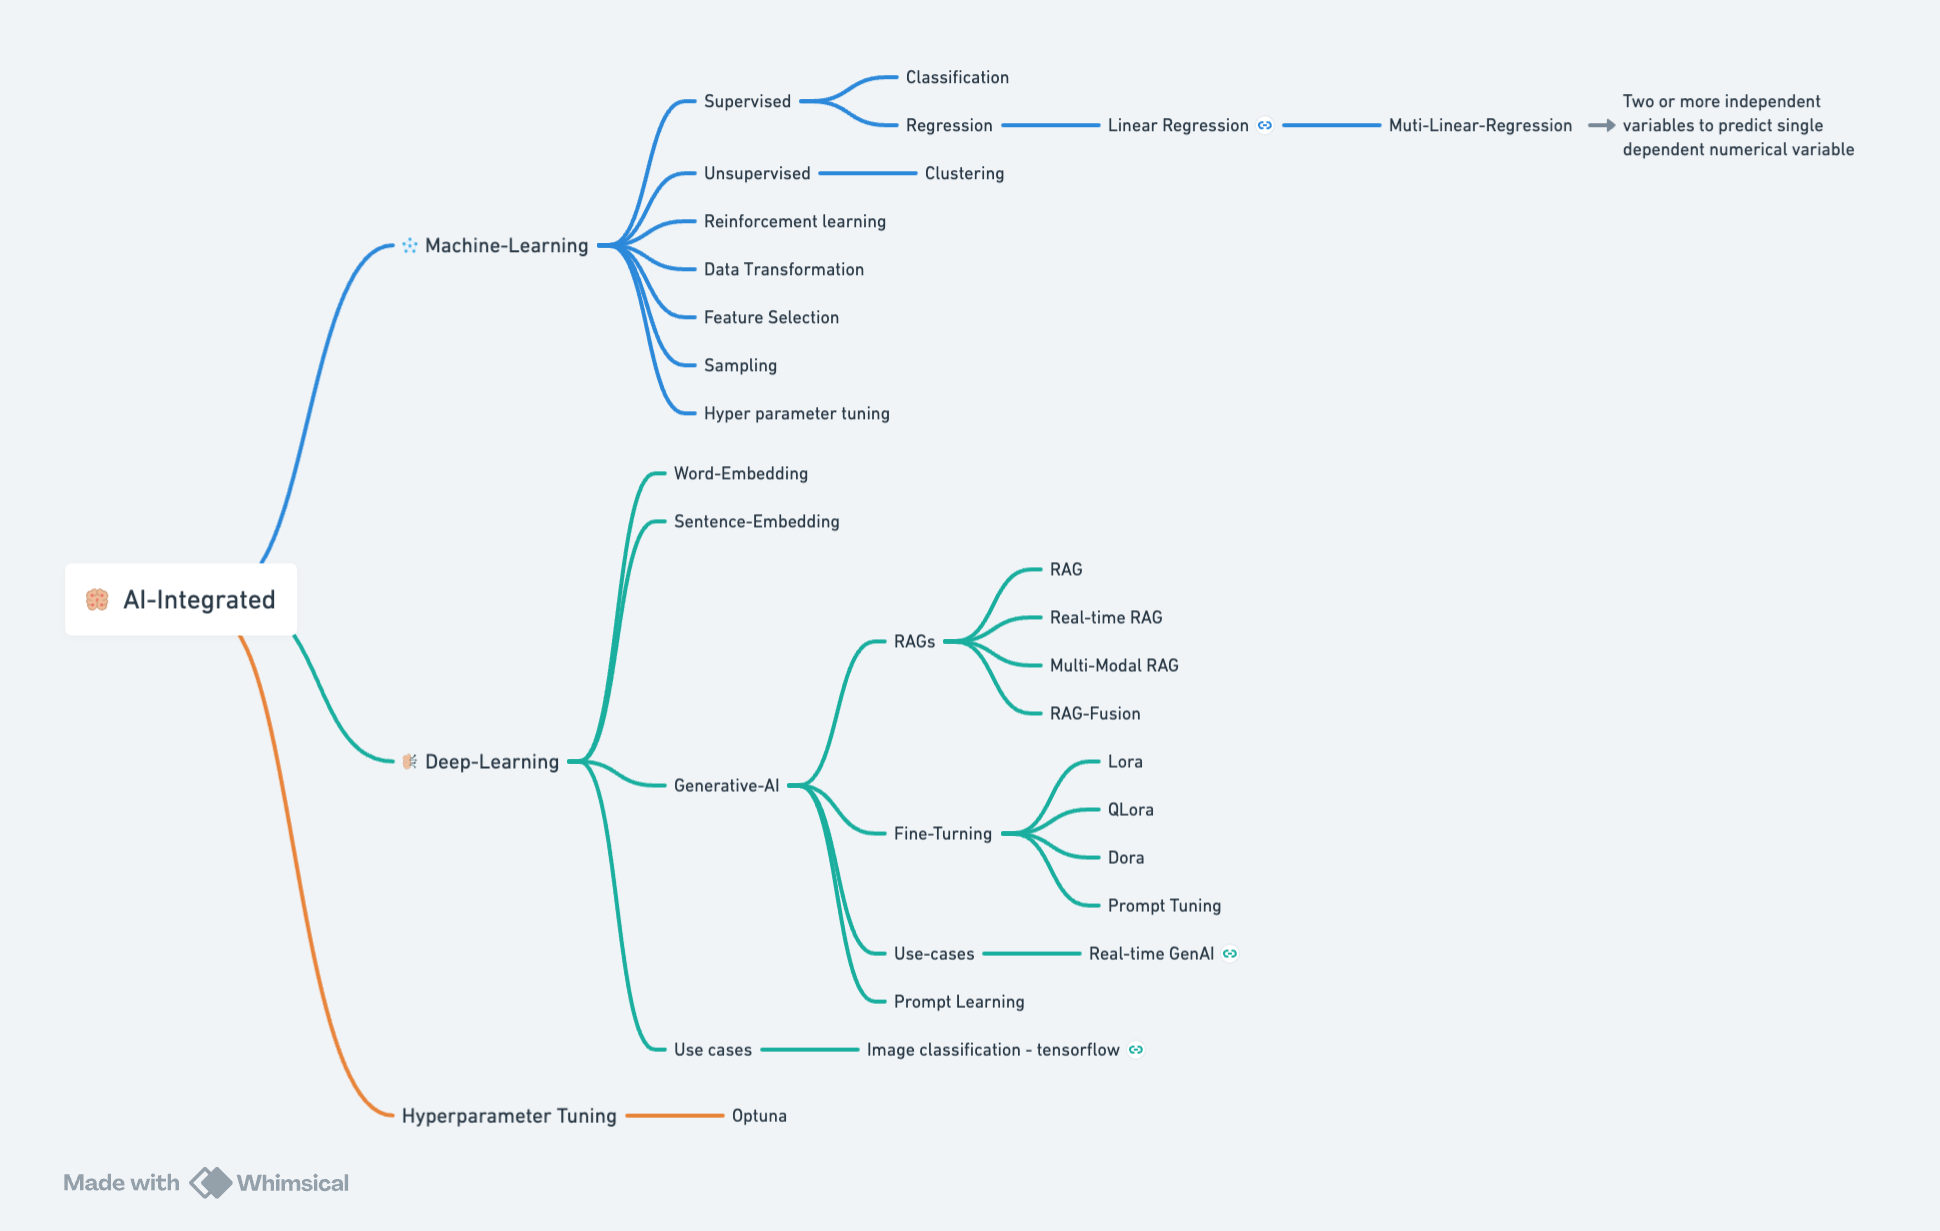 Classification
Supervised
Regression
Linear Regression
Muti-Linear-Regression
Two or more independent
variables to predict single
dependent numerical variable
Unsupervised
Clustering
Reinforcement learning
Machine-Learning
Data Transformation
Feature Selection
Sampling
Hyper parameter tuning
Word-Embedding
Sentence-Embedding
AI-Integrated
RAG
Real-time RAG
RAGs
Multi-Modal RAG
RAG-Fusion
Deep-Learning
Generative-AI
Lora
QLora
Fine-Turning
Dora
Prompt Tuning
Use-cases
Real-time GenAI
Prompt Learning
Use cases
Image classification - tensorflow
Hyperparameter Tuning
Optuna
Made with Whimsical